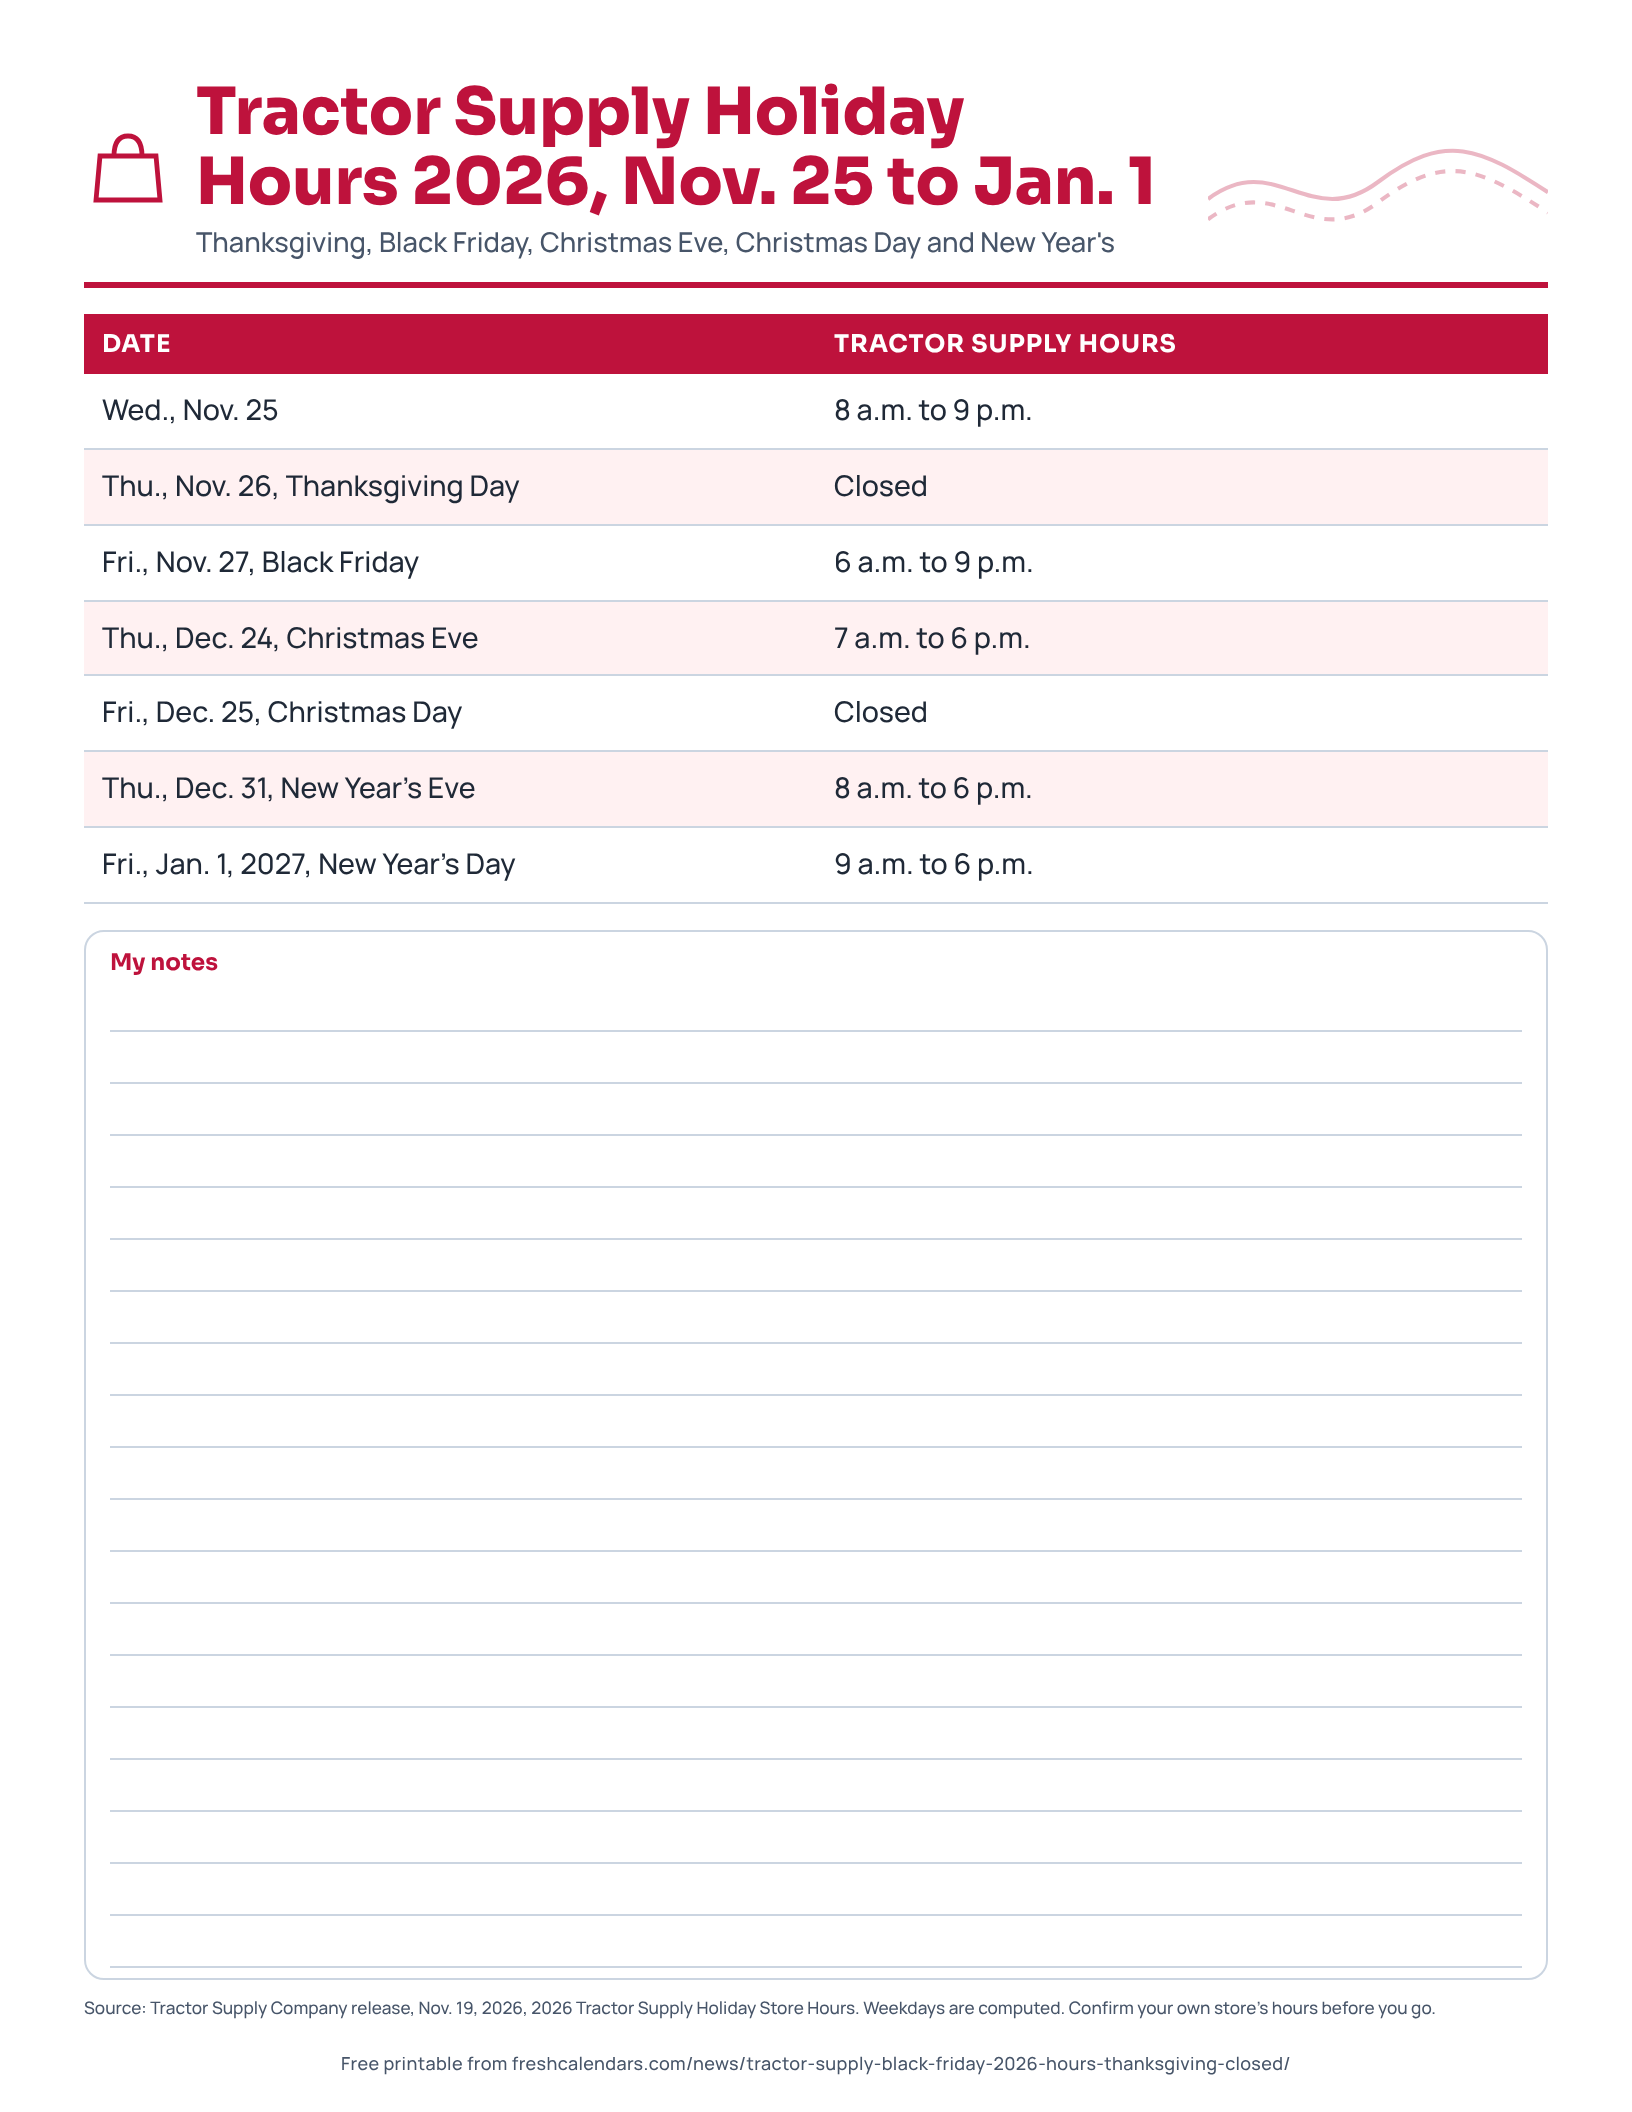 Tractor Supply Holiday
Hours 2026, Nov. 25 to Jan. 1
Thanksgiving, Black Friday, Christmas Eve, Christmas Day and New Year's
DATE TRACTOR SUPPLY HOURS
Wed., Nov. 25 8 a.m. to 9 p.m.
Thu., Nov. 26, Thanksgiving Day Closed
Fri., Nov. 27, Black Friday 6 a.m. to 9 p.m.
Thu., Dec. 24, Christmas Eve 7 a.m. to 6 p.m.
Fri., Dec. 25, Christmas Day Closed
Thu., Dec. 31, New Year’s Eve 8 a.m. to 6 p.m.
Fri., Jan. 1, 2027, New Year’s Day 9 a.m. to 6 p.m.
My notes
Source: Tractor Supply Company release, Nov. 19, 2026, 2026 Tractor Supply Holiday Store Hours. Weekdays are computed. Confirm your own store’s hours before you go.
Free printable from freshcalendars.com/news/tractor-supply-black-friday-2026-hours-thanksgiving-closed/